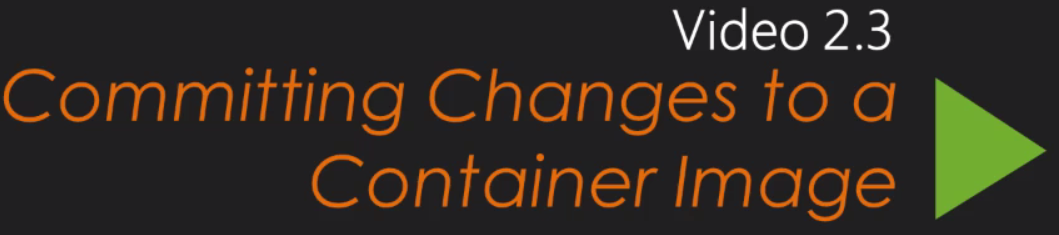 Video 2.3
Committing Changes to a
Container Image